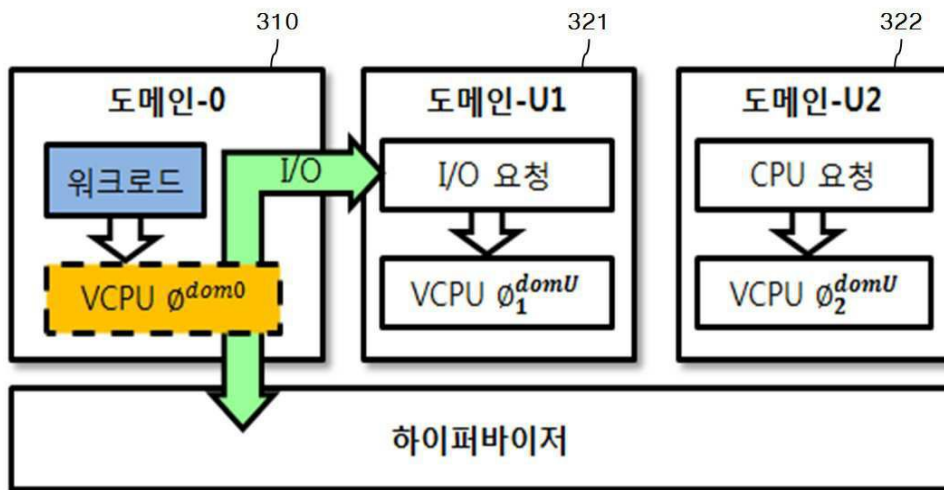 310
321
322
도메인-0
도메인-U1
도메인-U2
워크로드
I/O
I/O 요청
CPU 요청
VCPU ø^dom0
VCPU ø₁^domU
VCPU ø₂^domU
하이퍼바이저